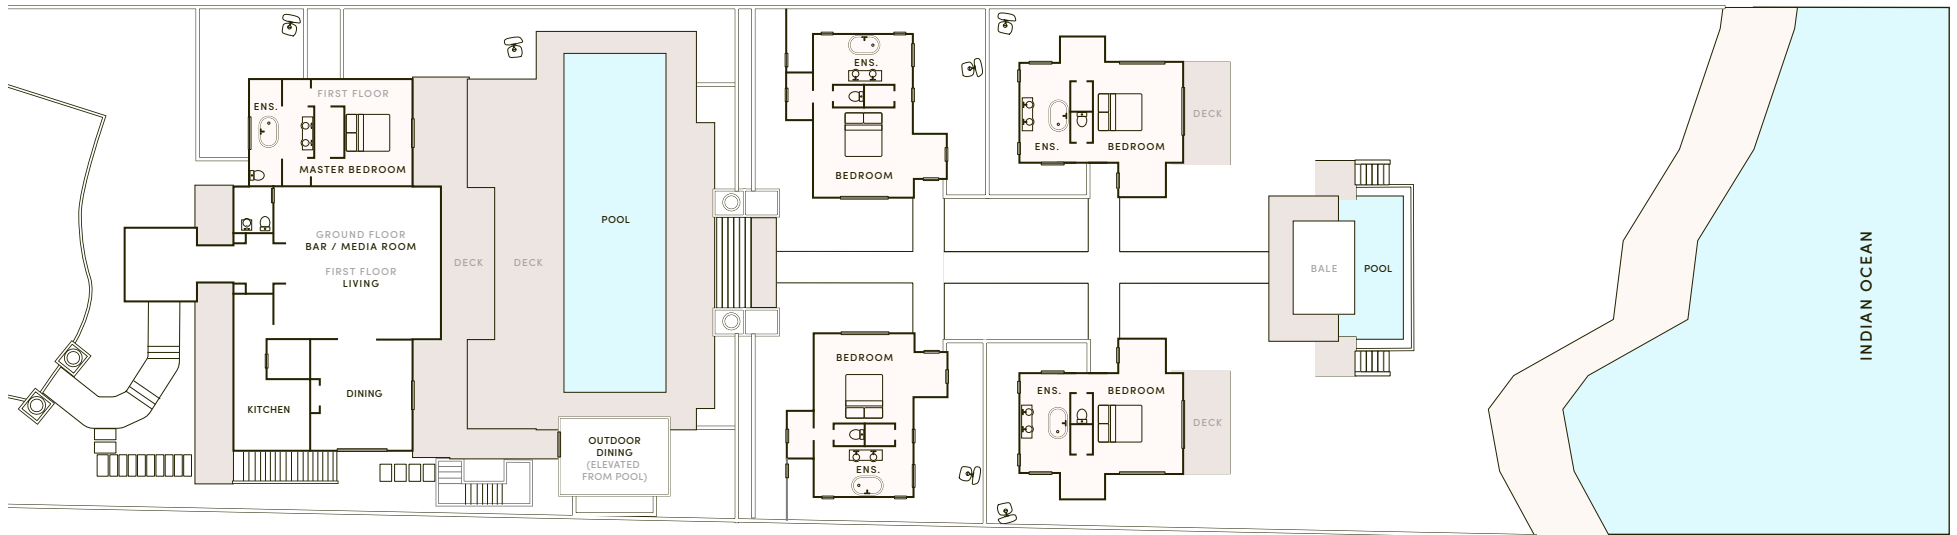 FIRST FLOOR
ENS.
MASTER BEDROOM
GROUND FLOOR
BAR / MEDIA ROOM
FIRST FLOOR
LIVING
DECK
DECK
KITCHEN
DINING
POOL
OUTDOOR
DINING
(ELEVATED
FROM POOL)
ENS.
BEDROOM
BEDROOM
ENS.
ENS.
BEDROOM
DECK
ENS.
BEDROOM
DECK
BALE
POOL
INDIAN OCEAN